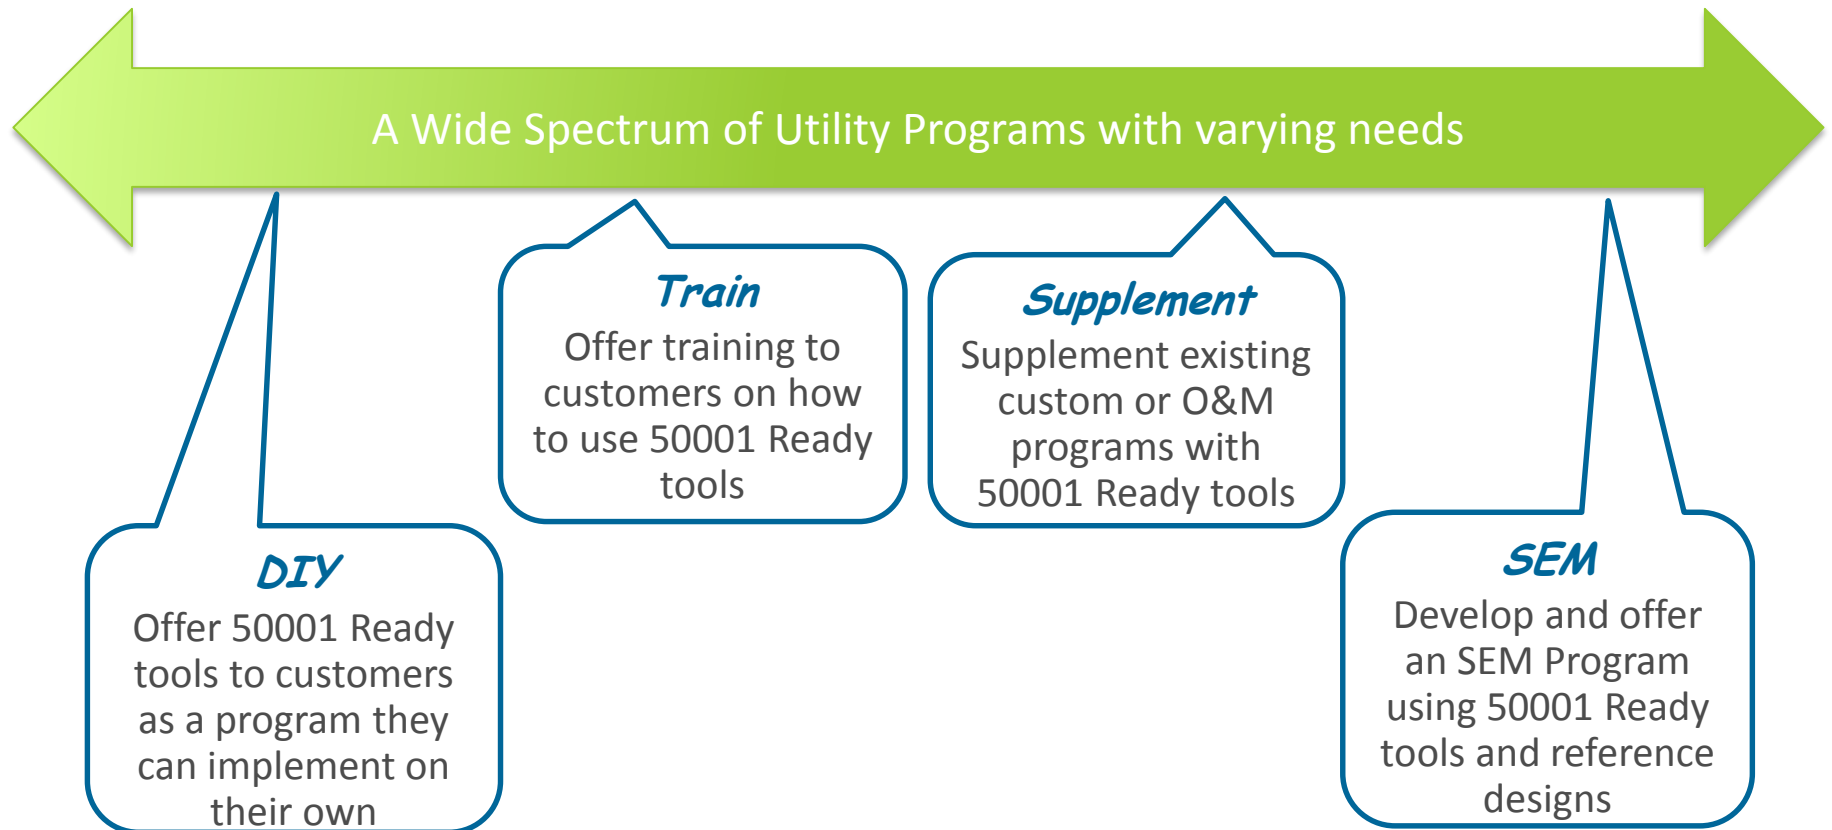 A Wide Spectrum of Utility Programs with varying needs
Train
Offer training to
customers on how
to use 50001 Ready
tools
Supplement
Supplement existing
custom or O&M
programs with
50001 Ready tools
DIY
Offer 50001 Ready
tools to customers
as a program they
can implement on
their own
SEM
Develop and offer
an SEM Program
using 50001 Ready
tools and reference
designs